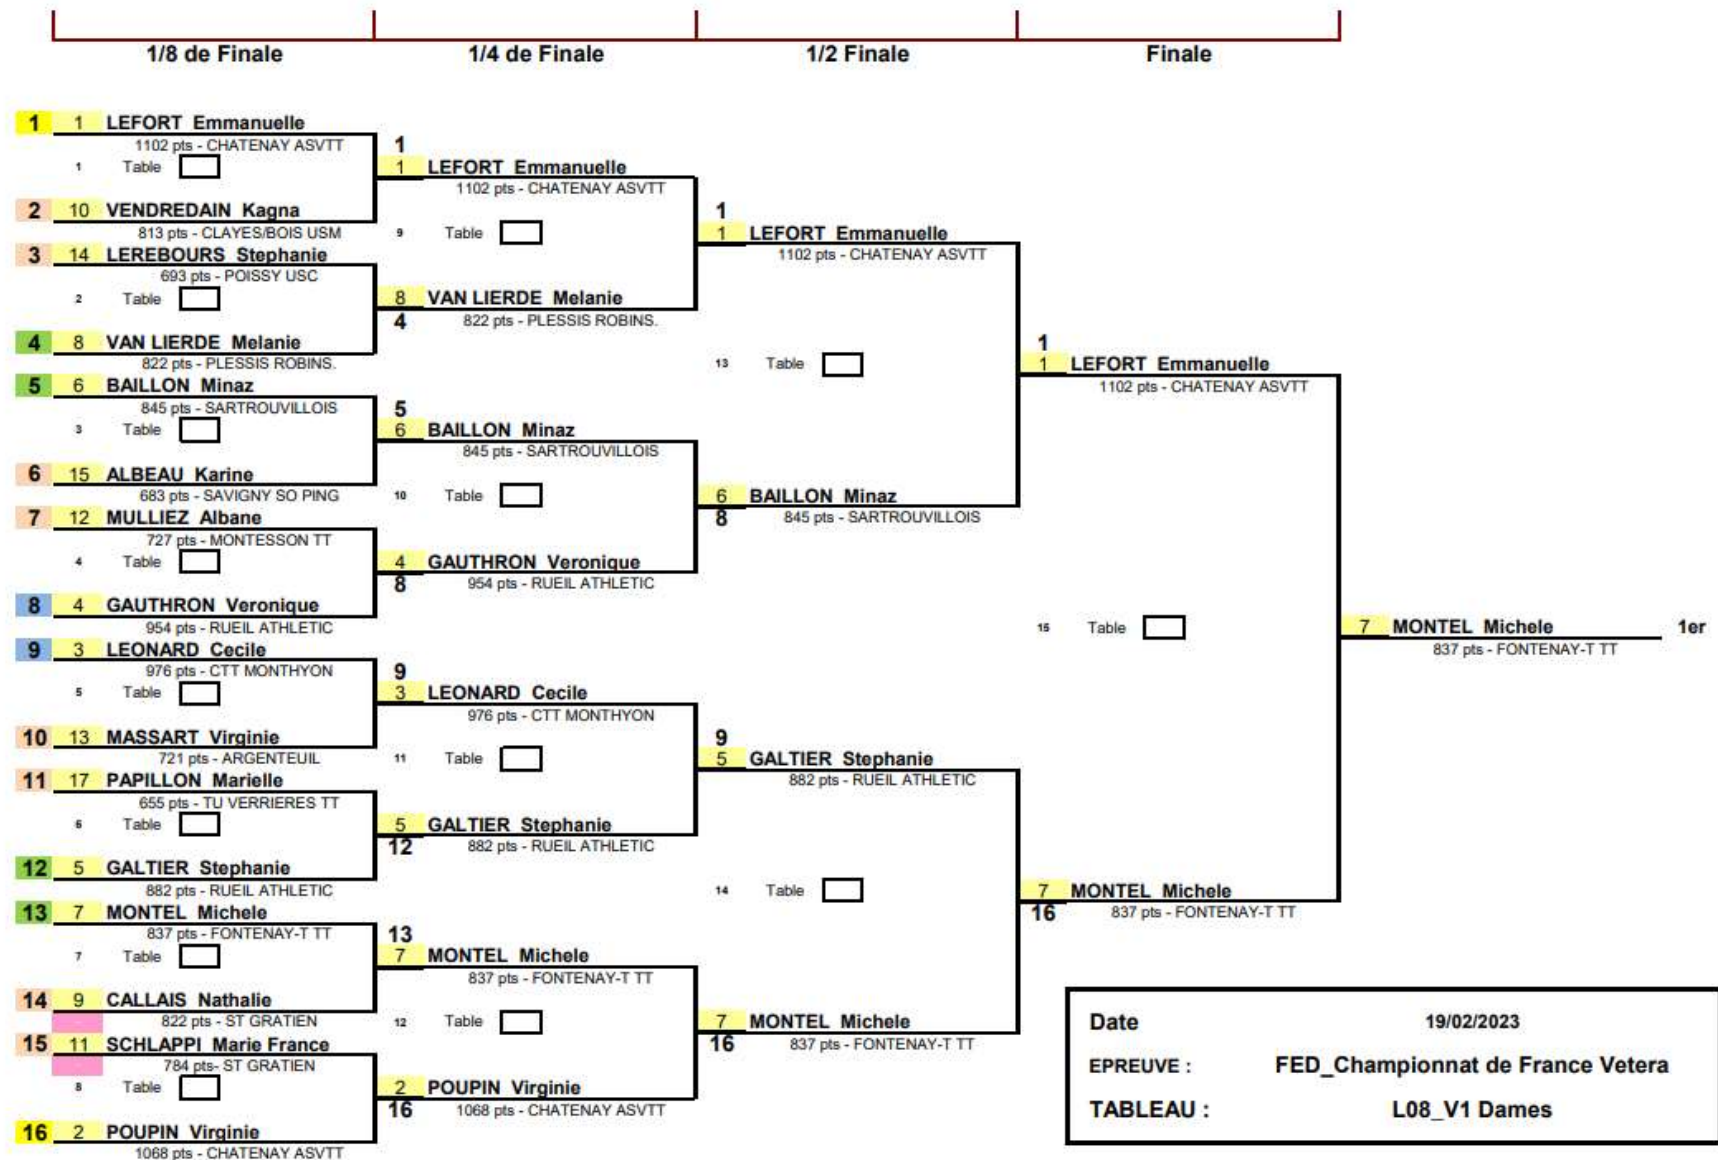 1/8 de Finale
1/4 de Finale
1/2 Finale
Finale
1 1 LEFORT Emmanuelle
1102 pts - CHATENAY ASVTT
1 Table
2 10 VENDREDAIN Kagna
813 pts - CLAYES/BOIS USM
3 14 LEREBOURS Stephanie
693 pts - POISSY USC
2 Table
4 8 VAN LIERDE Melanie
822 pts - PLESSIS ROBINS.
5 6 BAILLON Minaz
845 pts - SARTROUVILLOIS
3 Table
6 15 ALBEAU Karine
683 pts - SAVIGNY SO PING
7 12 MULLIEZ Albane
727 pts - MONTESSON TT
4 Table
8 4 GAUTHRON Veronique
954 pts - RUEIL ATHLETIC
9 3 LEONARD Cecile
976 pts - CTT MONTHYON
5 Table
10 13 MASSART Virginie
721 pts - ARGENTEUIL
11 17 PAPILLON Marielle
655 pts - TU VERRIERES TT
6 Table
12 5 GALTIER Stephanie
882 pts - RUEIL ATHLETIC
13 7 MONTEL Michele
837 pts - FONTENAY-T TT
7 Table
14 9 CALLAIS Nathalie
822 pts - ST GRATIEN
15 11 SCHLAPPI Marie France
784 pts- ST GRATIEN
8 Table
16 2 POUPIN Virginie
1068 pts - CHATENAY ASVTT
1
1 LEFORT Emmanuelle
1102 pts - CHATENAY ASVTT
9 Table
8 VAN LIERDE Melanie
4 822 pts - PLESSIS ROBINS.
5
6 BAILLON Minaz
845 pts - SARTROUVILLOIS
10 Table
4 GAUTHRON Veronique
8 954 pts - RUEIL ATHLETIC
9
3 LEONARD Cecile
976 pts - CTT MONTHYON
11 Table
5 GALTIER Stephanie
12 882 pts - RUEIL ATHLETIC
13
7 MONTEL Michele
837 pts - FONTENAY-T TT
12 Table
2 POUPIN Virginie
16 1068 pts - CHATENAY ASVTT
1
1 LEFORT Emmanuelle
1102 pts - CHATENAY ASVTT
13 Table
6 BAILLON Minaz
8 845 pts - SARTROUVILLOIS
9
5 GALTIER Stephanie
882 pts - RUEIL ATHLETIC
14 Table
7 MONTEL Michele
16 837 pts - FONTENAY-T TT
1
1 LEFORT Emmanuelle
1102 pts - CHATENAY ASVTT
15 Table
7 MONTEL Michele
16 837 pts - FONTENAY-T TT
7 MONTEL Michele 1er
837 pts - FONTENAY-T TT
Date 19/02/2023
EPREUVE : FED_Championnat de France Vetera
TABLEAU : L08_V1 Dames